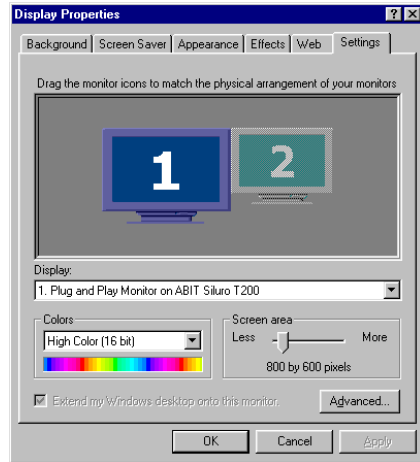 Display Properties
Background Screen Saver Appearance Effects Web Settings
Drag the monitor icons to match the physical arrangement of your monitors
1 2
Display:
1. Plug and Play Monitor on ABIT Siluro T200
Colors
High Color (16 bit)
Screen area
Less More
800 by 600 pixels
Extend my Windows desktop onto this monitor.
Advanced...
OK Cancel Apply